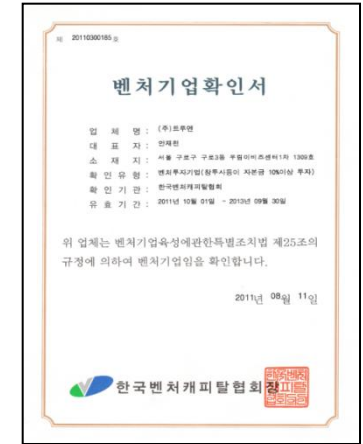 제 20110300185 호
벤처기업확인서
업 체 명 : (주)트루맨
대 표 자 : 안재린
소 재 지 : 서울 구로구 구로3동 우림이비즈센터1차 1309호
확 인 유 형 : 벤처투자기업(창투사등이 자본금 10%이상 투자)
확 인 기 관 : 한국벤처캐피탈협회
유 효 기 간 : 2011년 10월 01일 ~ 2013년 09월 30일
위 업체는 벤처기업육성에관한특별조치법 제25조의
규정에 의하여 벤처기업임을 확인합니다.
2011년 08월 11일
한국벤처캐피탈협회장